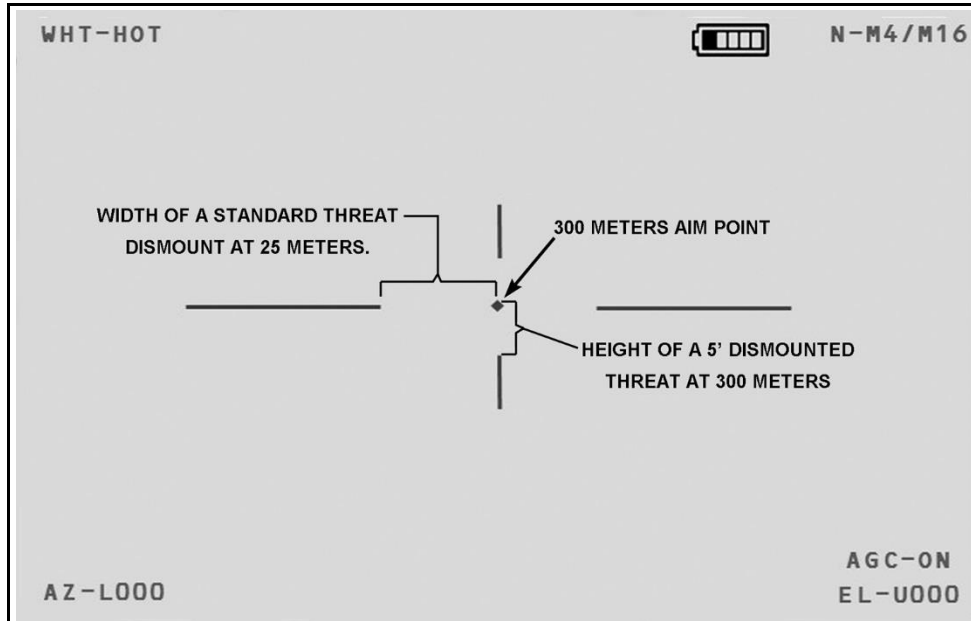 WHT-HOT
N-M4/M16
WIDTH OF A STANDARD THREAT
DISMOUNT AT 25 METERS.
300 METERS AIM POINT
HEIGHT OF A 5' DISMOUNTED
THREAT AT 300 METERS
AGC-ON
AZ-L000
EL-U000